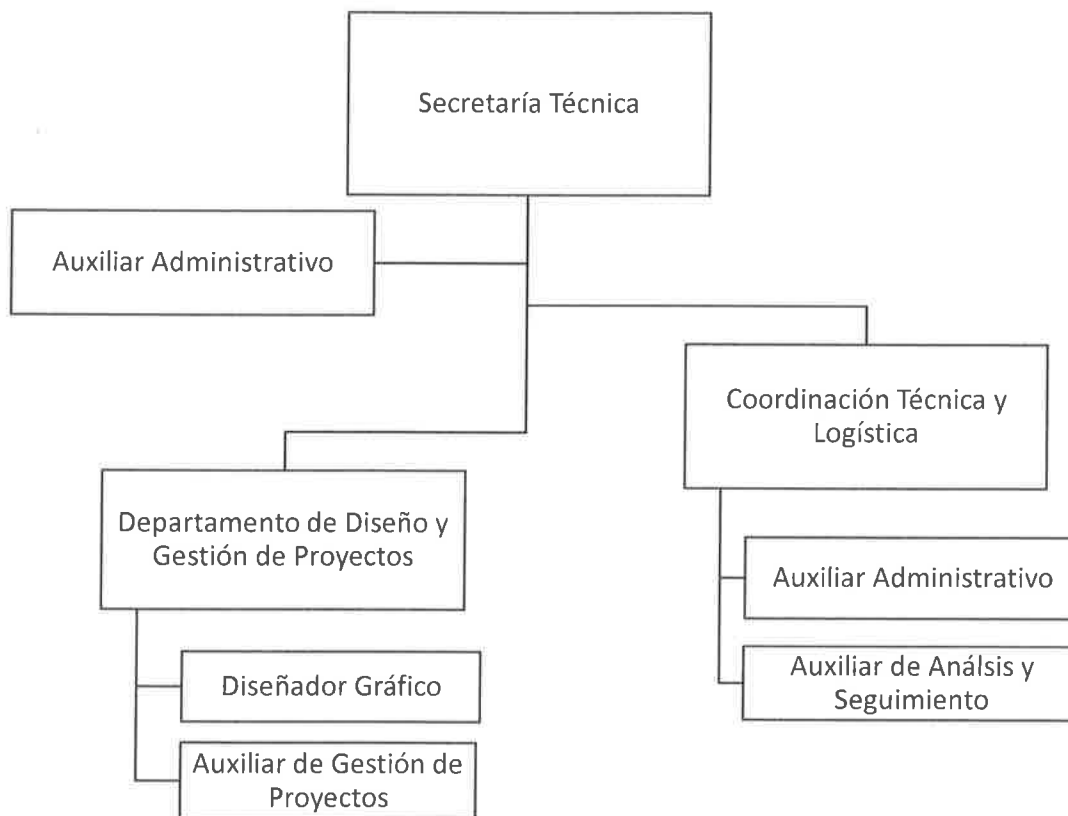 Secretaría Técnica
Auxiliar Administrativo
Coordinación Técnica y
Logística
Departamento de Diseño y
Gestión de Proyectos
Auxiliar Administrativo
Auxiliar de Análsis y
Seguimiento
Diseñador Gráfico
Auxiliar de Gestión de
Proyectos